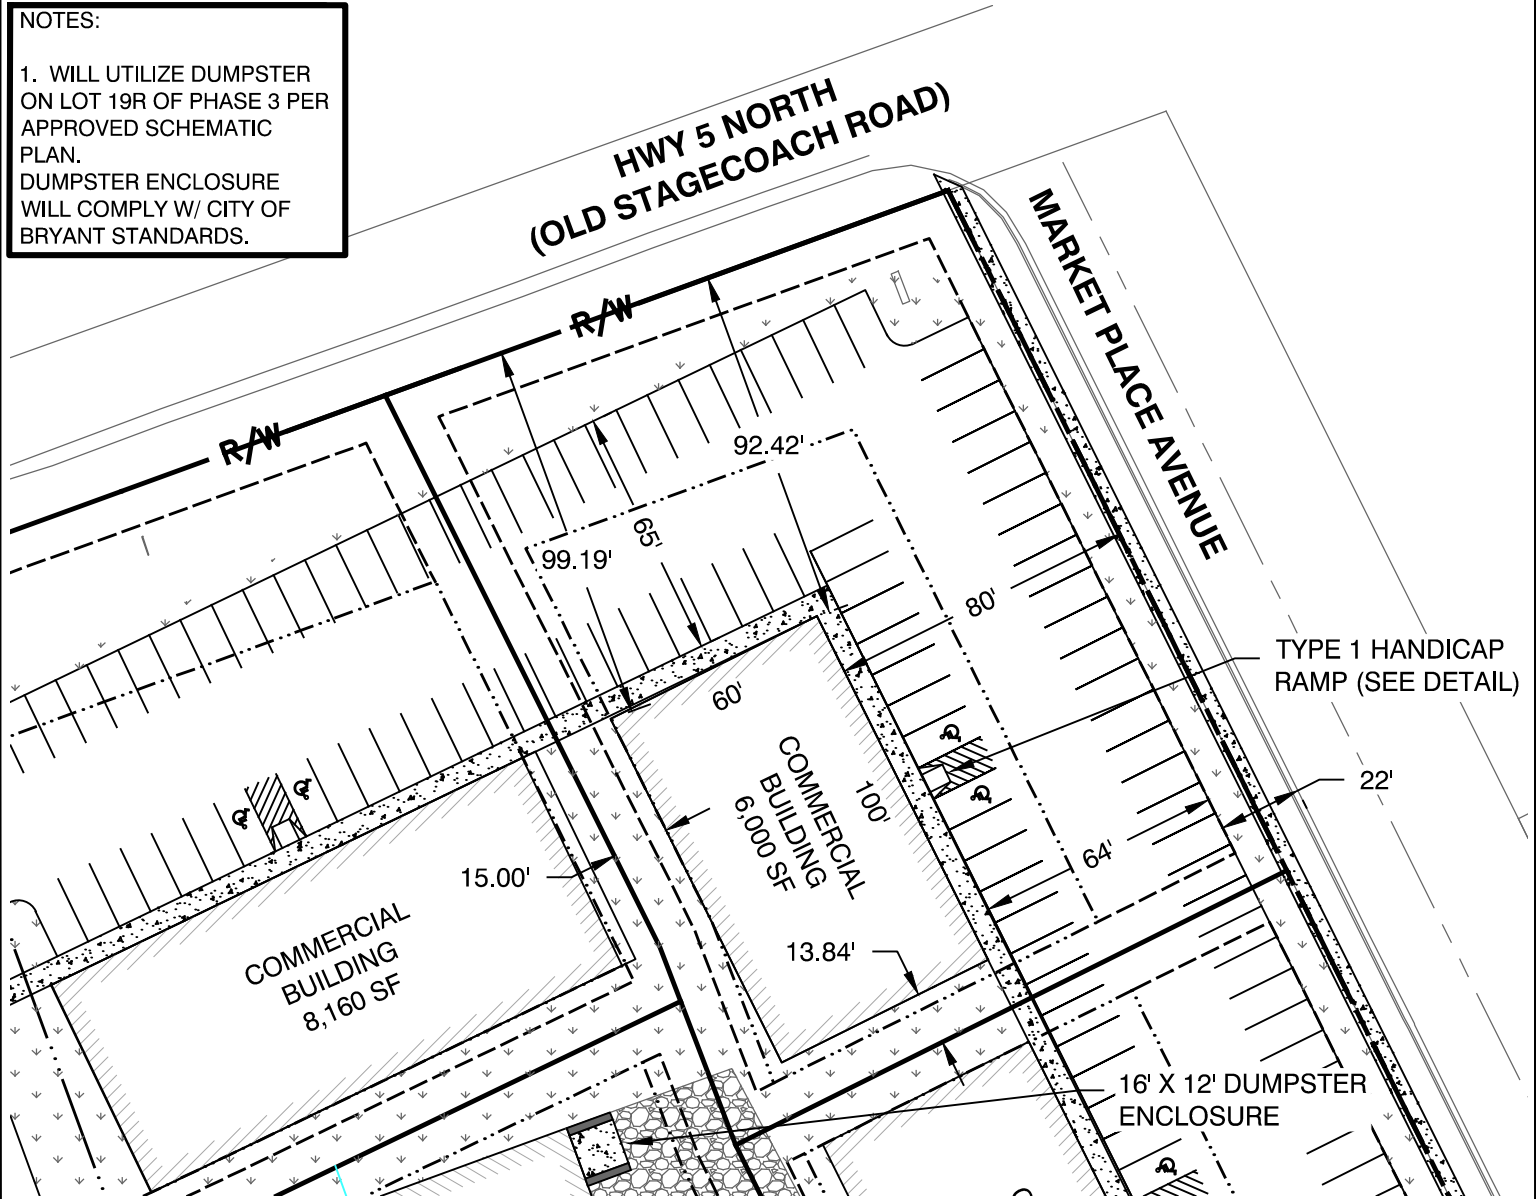 NOTES:
1. WILL UTILIZE DUMPSTER
ON LOT 19R OF PHASE 3 PER
APPROVED SCHEMATIC
PLAN.
DUMPSTER ENCLOSURE
WILL COMPLY W/ CITY OF
BRYANT STANDARDS.
HWY 5 NORTH
(OLD STAGECOACH ROAD)
MARKET PLACE AVENUE
R/W
R/W
92.42'
65'
99.19'
80'
TYPE 1 HANDICAP
RAMP (SEE DETAIL)
60'
COMMERCIAL
BUILDING
6,000 SF
100'
22'
64'
15.00'
13.84'
COMMERCIAL
BUILDING
8,160 SF
16' X 12' DUMPSTER
ENCLOSURE